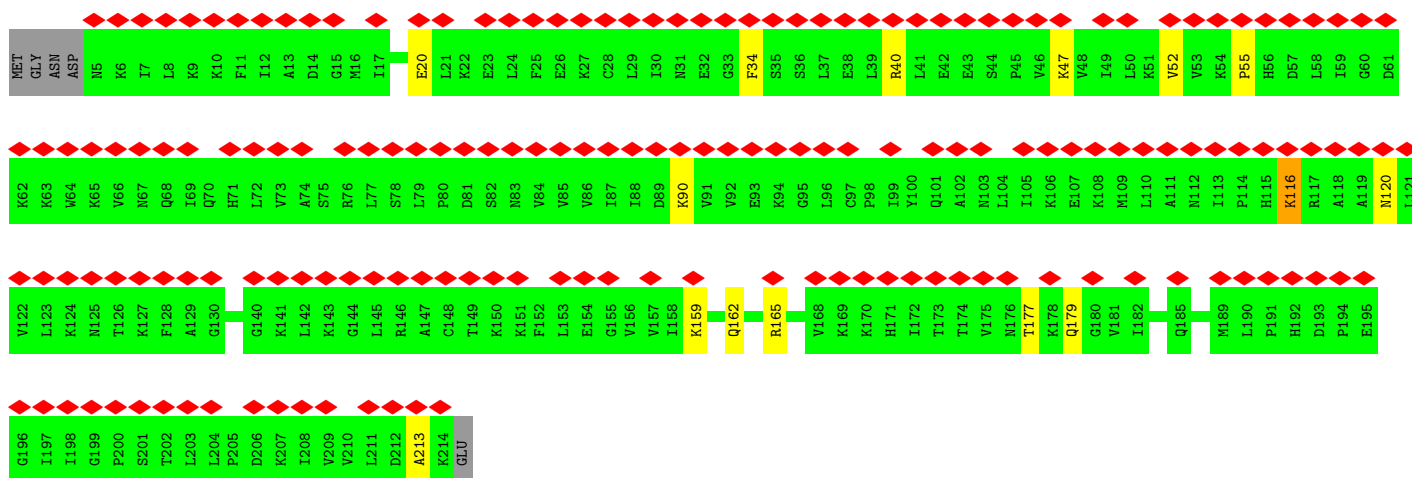 MET GLY ASN ASP N5 K6 I7 L8 K9 K10 F11 I12 A13 D14 G15 M16 I17 E20 L21 K22 E23 L24 F25 E26 K27 C28 L29 I30 N31 E32 G33 F34 S35 S36 L37 E38 L39 R40 L41 E42 E43 S44 P45 V46 K47 V48 I49 L50 K51 V52 V53 K54 P55 H56 D57 L58 I59 G60 D61
K62 K63 W64 K65 V66 N67 Q68 I69 Q70 H71 L72 V73 A74 S75 R76 L77 S78 L79 P80 D81 S82 N83 V84 V85 V86 I87 I88 D89 K90 V91 V92 E93 K94 G95 L96 C97 P98 I99 Y100 Q101 A102 N103 L104 I105 K106 E107 K108 M109 L110 A111 N112 I113 P114 H115 K116 R117 A118 A119 N120 L121
V122 L123 K124 N125 T126 K127 F128 A129 G130 G140 K141 L142 K143 G144 L145 R146 A147 C148 T149 K150 K151 F152 L153 E154 G155 V156 V157 I158 K159 Q162 R165 V168 K169 K170 H171 I172 T173 T174 V175 N176 T177 K178 Q179 G180 V181 I182 Q185 M189 L190 P191 H192 D193 P194 E195
G196 I197 I198 G199 P200 S201 T202 L203 L204 P205 D206 K207 I208 V209 V210 L211 D212 A213 K214 GLU